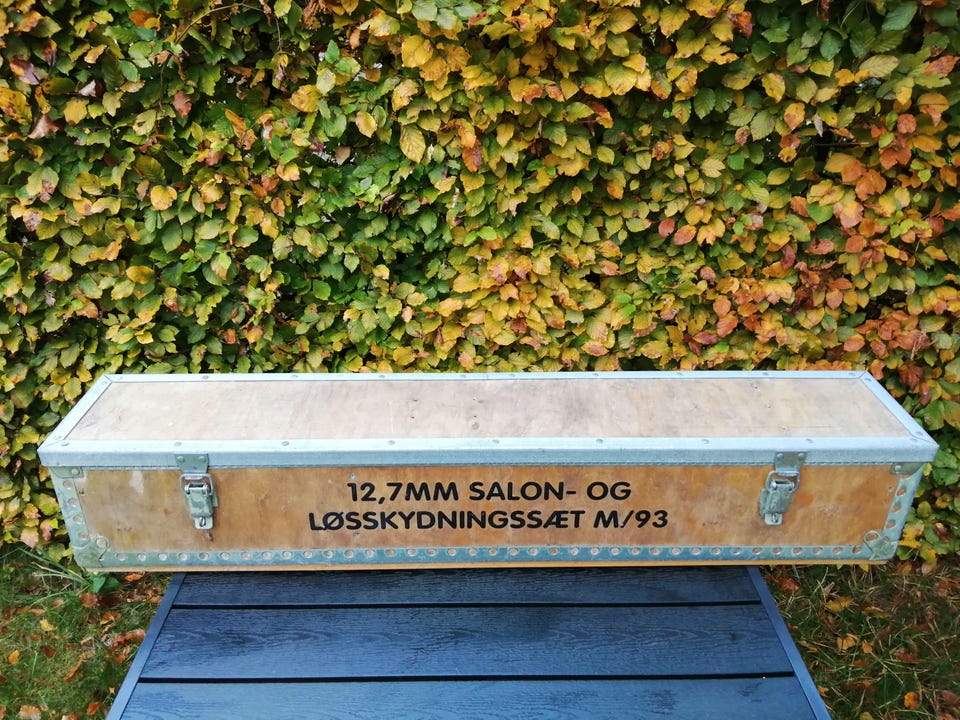 12,7MM SALON- OG
LØSSKYDNINGSSÆT M/93